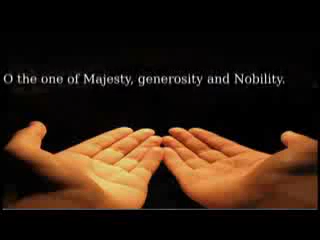 O the one of Majesty, generosity and Nobility.